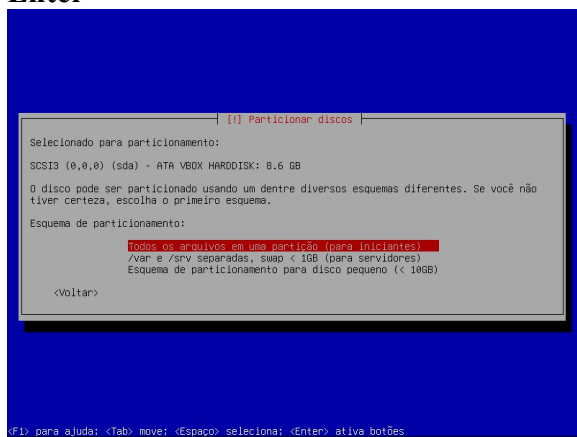 [!] Particionar discos
Selecionado para particionamento:
SCSI3 (0,0,0) (sda) - ATA VBOX HARDDISK: 8.6 GB
O disco pode ser particionado usando um dentre diversos esquemas diferentes. Se você não
tiver certeza, escolha o primeiro esquema.
Esquema de particionamento:
Todos os arquivos em uma partição (para iniciantes)
/var e /srv separadas, swap < 1GB (para servidores)
Esquema de particionamento para disco pequeno (< 10GB)
<Voltar>
<F1> para ajuda; <Tab> move; <Espaço> seleciona; <Enter> ativa botões